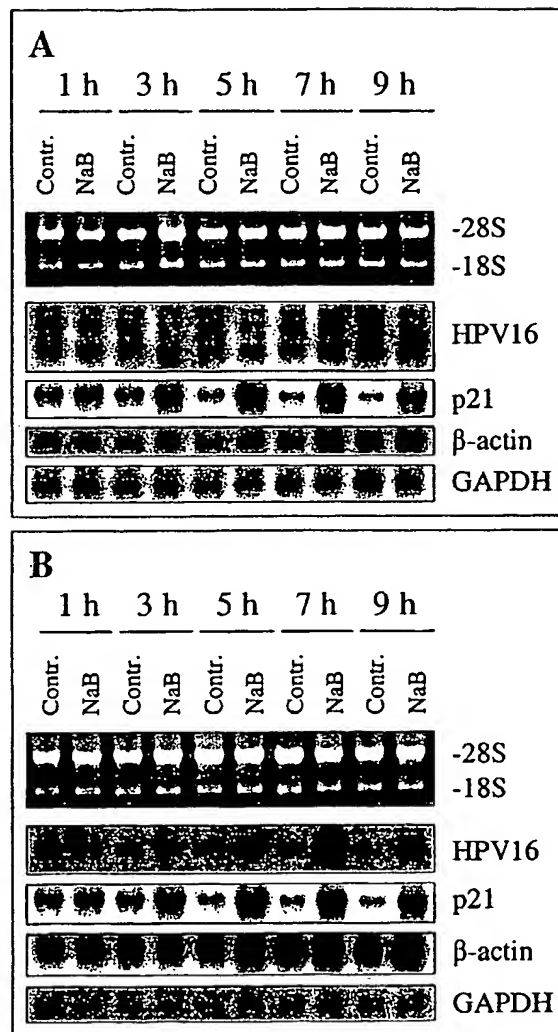 A
1 h 3 h 5 h 7 h 9 h
Contr. NaB Contr. NaB Contr. NaB Contr. NaB Contr. NaB
-28S
-18S
HPV16
p21
β-actin
GAPDH
B
1 h 3 h 5 h 7 h 9 h
Contr. NaB Contr. NaB Contr. NaB Contr. NaB Contr. NaB
-28S
-18S
HPV16
p21
β-actin
GAPDH